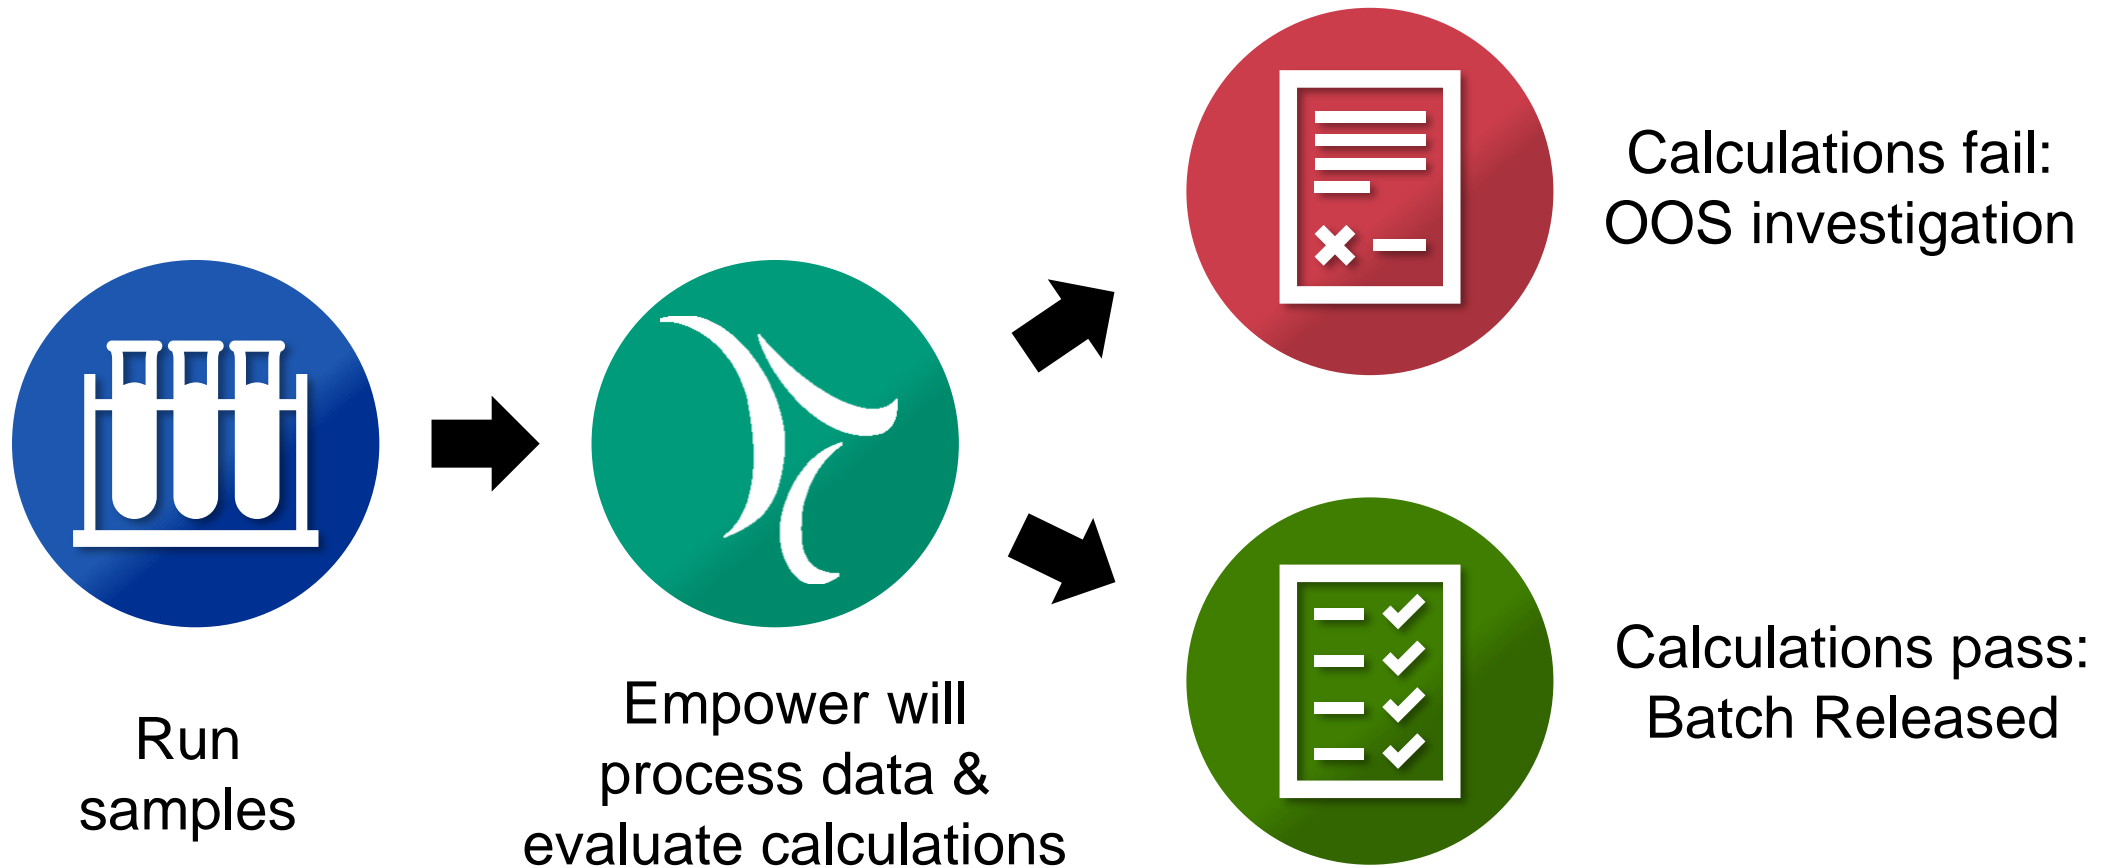 Run
samples
Empower will
process data &
evaluate calculations
Calculations fail:
OOS investigation
Calculations pass:
Batch Released